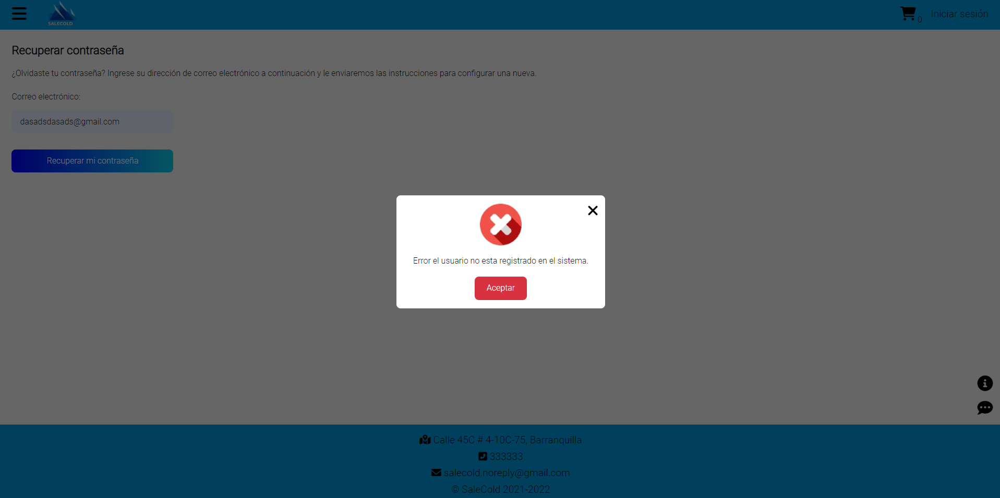 SALECOLD
0
Iniciar sesión
Recuperar contraseña
¿Olvidaste tu contraseña? Ingrese su dirección de correo electrónico a continuación y le enviaremos las instrucciones para configurar una nueva.
Correo electrónico:
dasadsdasads@gmail.com
Recuperar mi contraseña
Error el usuario no esta registrado en el sistema.
Aceptar
Calle 45C # 4-10C-75, Barranquilla
333333
salecold.noreply@gmail.com
© SaleCold 2021-2022